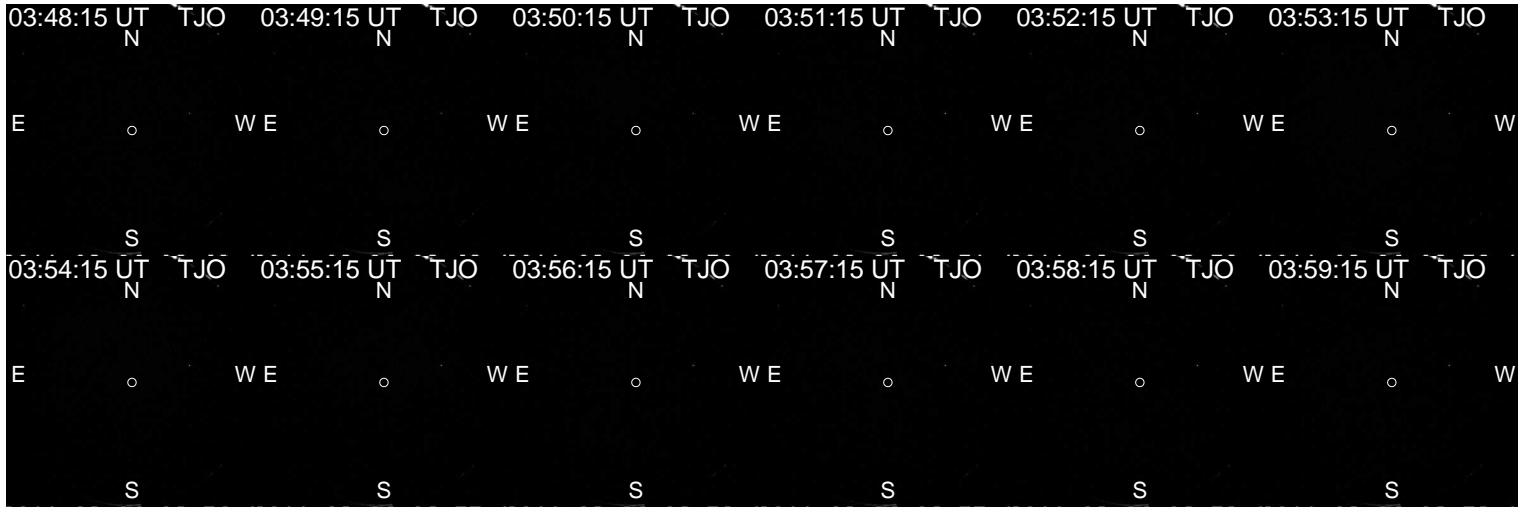 03:48:15 UT TJO 03:49:15 UT TJO 03:50:15 UT TJO 03:51:15 UT TJO 03:52:15 UT TJO 03:53:15 UT TJO
N N N N N N
E W E W E W E W E W E W
S S S S S S
03:54:15 UT TJO 03:55:15 UT TJO 03:56:15 UT TJO 03:57:15 UT TJO 03:58:15 UT TJO 03:59:15 UT TJO
N N N N N N
E W E W E W E W E W E W
S S S S S S